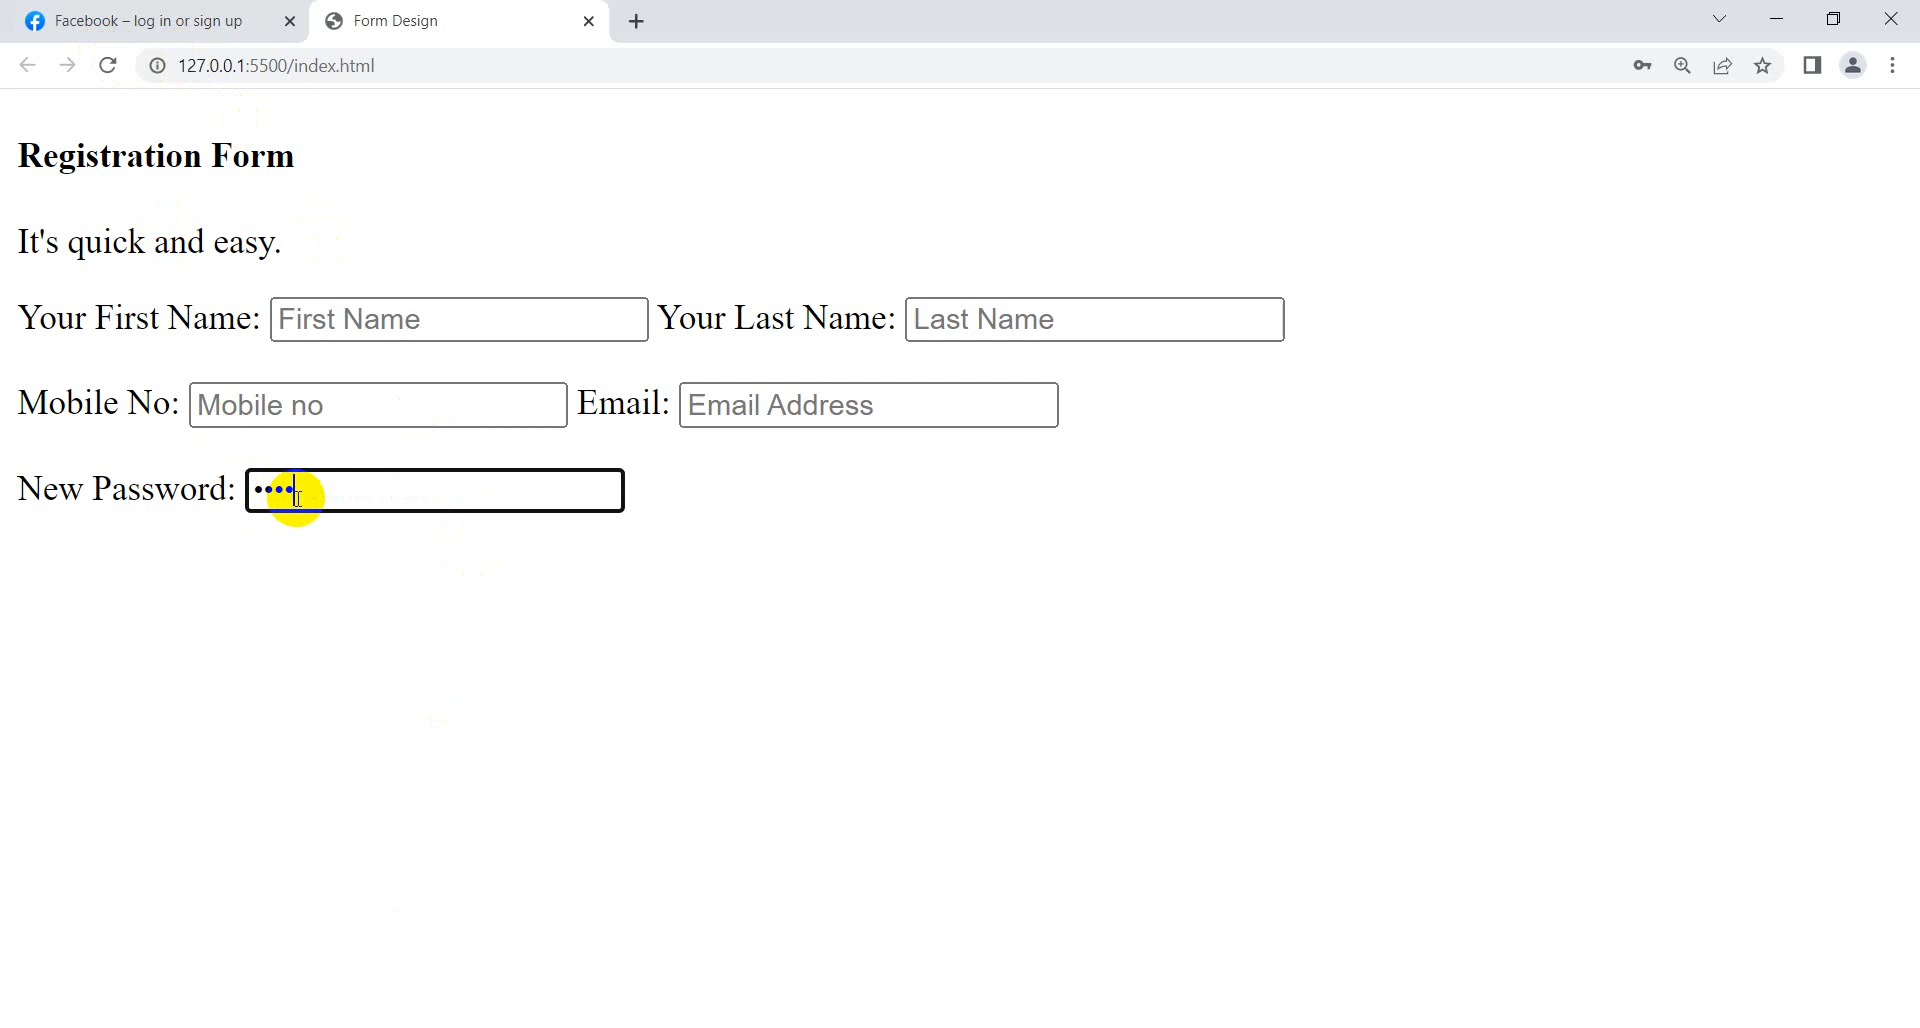 Facebook – log in or sign up
Form Design
127.0.0.1:5500/index.html
Registration Form
It's quick and easy.
Your First Name: First Name Your Last Name: Last Name
Mobile No: Mobile no Email: Email Address
New Password: ••••